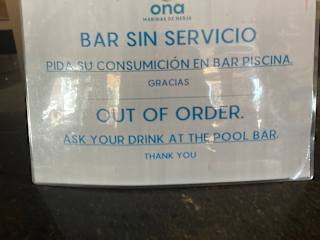 ona
MARINAS DE NERJA
BAR SIN SERVICIO
PIDA SU CONSUMICIÓN EN BAR PISCINA.
GRACIAS
OUT OF ORDER.
ASK YOUR DRINK AT THE POOL BAR.
THANK YOU